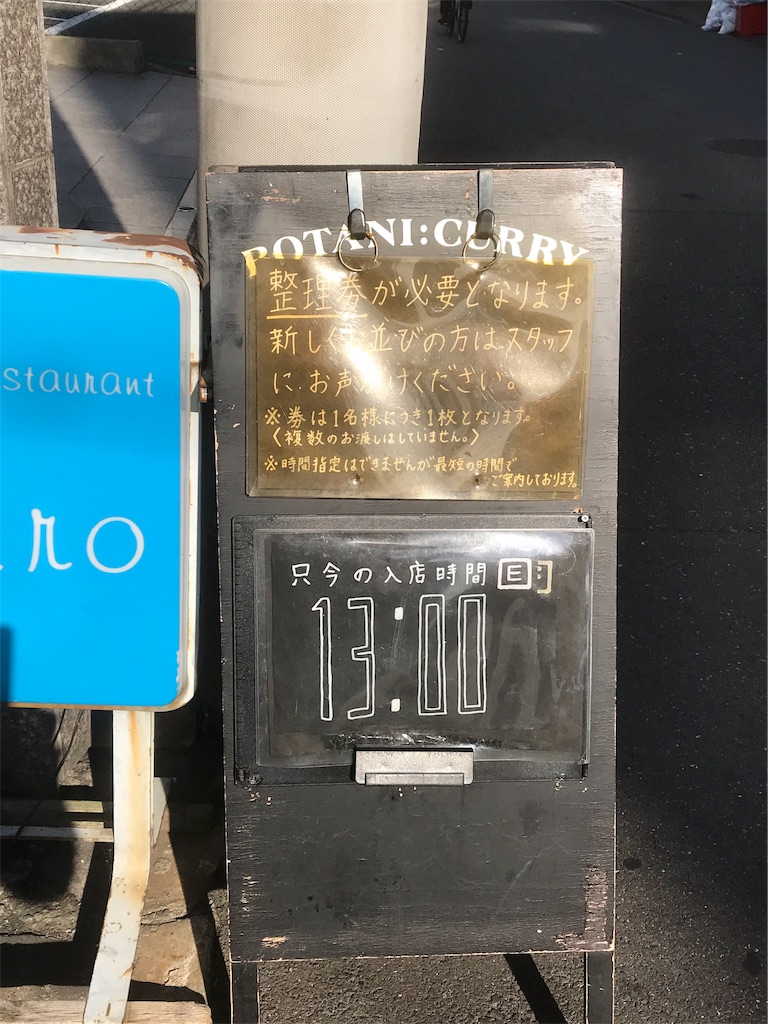 BOTANI:CURRY
整理券が必要となります。
新しくお並びの方はスタッフ
に お声がけください。
※券は1名様につき1枚となります。
〈複数のお渡しはしていません。〉
※時間指定はできませんが最短の時間で
ご案内しております。
只今の入店時間 E
13:00
staurant
ro